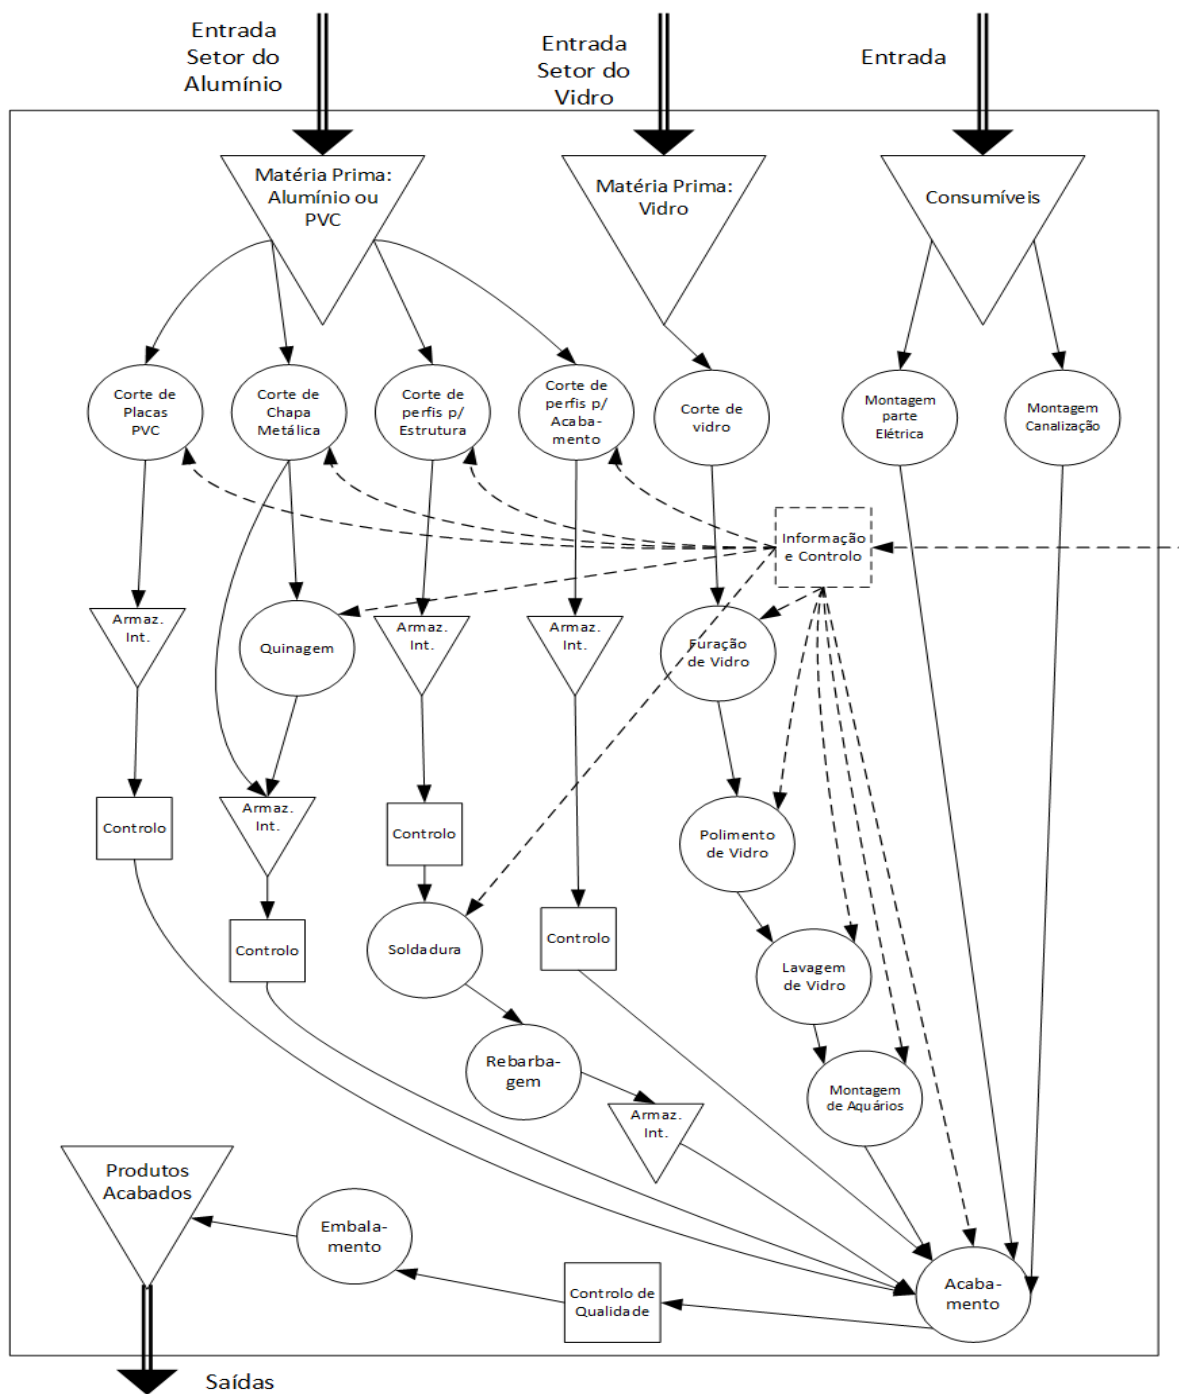 Entrada
Setor do
Alumínio
Entrada
Setor do
Vidro
Entrada
Matéria Prima:
Alumínio ou
PVC
Matéria Prima:
Vidro
Consumíveis
Corte de
Placas
PVC
Corte de
Chapa
Metálica
Corte de
perfis p/
Estrutura
Corte de
perfis p/
Acaba-
mento
Corte de
vidro
Montagem
parte
Elétrica
Montagem
Canalização
Informação
e Controlo
Armaz.
Int.
Quinagem
Armaz.
Int.
Armaz.
Int.
Furação
de Vidro
Controlo
Armaz.
Int.
Controlo
Polimento
de Vidro
Controlo
Soldadura
Controlo
Lavagem
de Vidro
Rebarba-
gem
Armaz.
Int.
Montagem
de Aquários
Produtos
Acabados
Embala-
mento
Controlo de
Qualidade
Acaba-
mento
Saídas